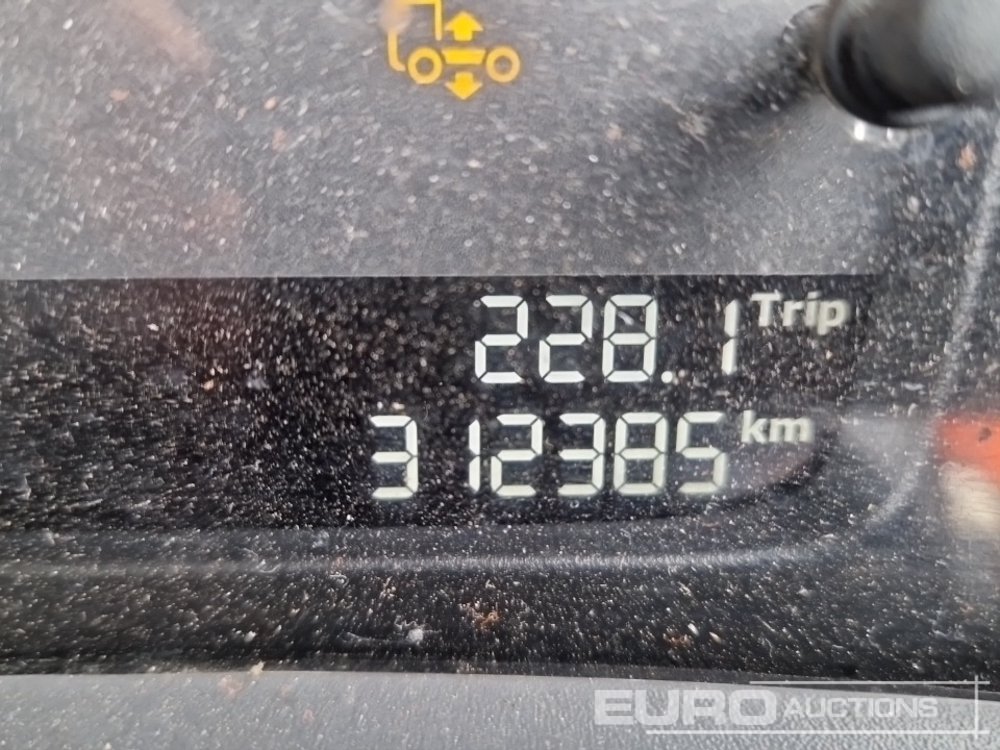 228.1 Trip
312385 km
EURO AUCTIONS